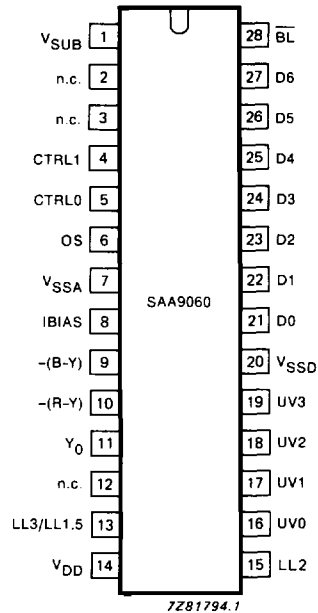 V_SUB 1 28 B̅L̅
n.c. 2 27 D6
n.c. 3 26 D5
CTRL1 4 25 D4
CTRL0 5 24 D3
OS 6 23 D2
V_SSA 7 22 D1
SAA9060
IBIAS 8 21 D0
-(B-Y) 9 20 V_SSD
-(R-Y) 10 19 UV3
Y_0 11 18 UV2
n.c. 12 17 UV1
LL3/LL1.5 13 16 UV0
V_DD 14 15 LL2
7Z81794.1